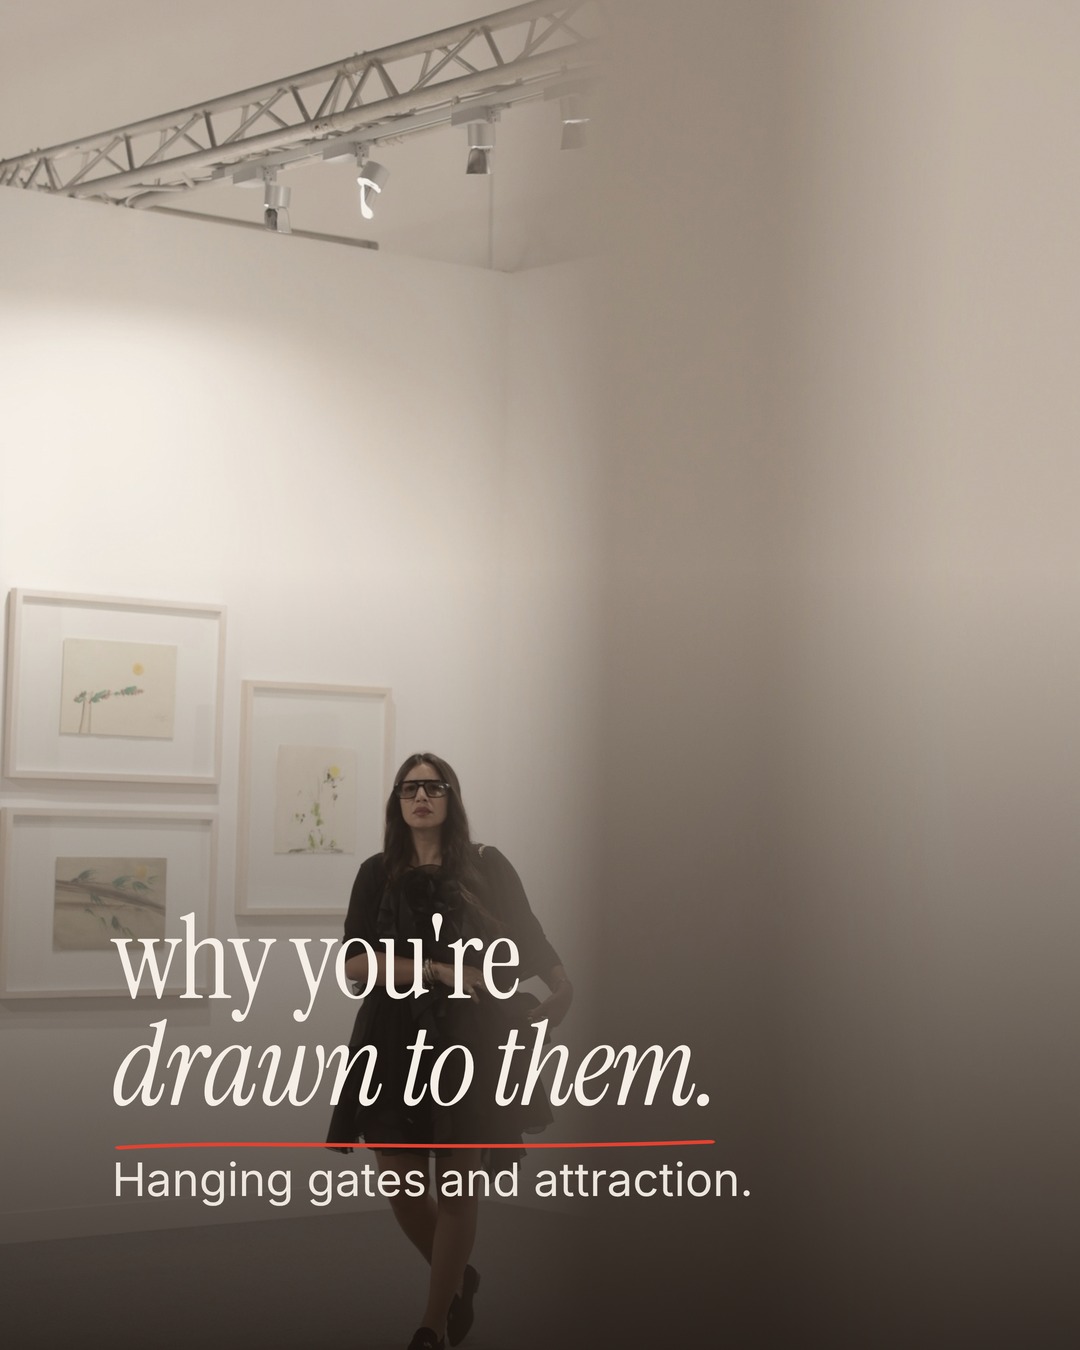 why you're
drawn to them.
Hanging gates and attraction.